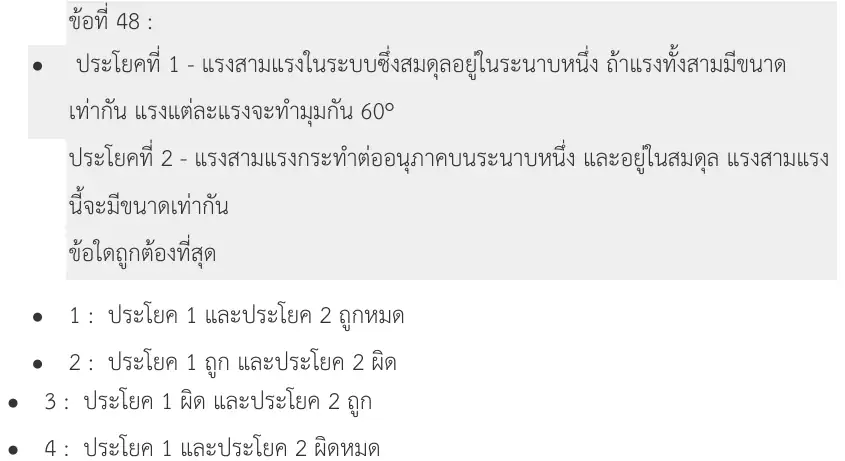 ข้อที่ 48 :
• ประโยคที่ 1 - แรงสามแรงในระบบซึ่งสมดุลอยู่ในระนาบหนึ่ง ถ้าแรงทั้งสามมีขนาด
เท่ากัน แรงแต่ละแรงจะทำมุมกัน 60°
ประโยคที่ 2 - แรงสามแรงกระทำต่ออนุภาคบนระนาบหนึ่ง และอยู่ในสมดุล แรงสามแรง
นี้จะมีขนาดเท่ากัน
ข้อใดถูกต้องที่สุด
• 1 : ประโยค 1 และประโยค 2 ถูกหมด
• 2 : ประโยค 1 ถูก และประโยค 2 ผิด
• 3 : ประโยค 1 ผิด และประโยค 2 ถูก
• 4 : ประโยค 1 และประโยค 2 ผิดหมด